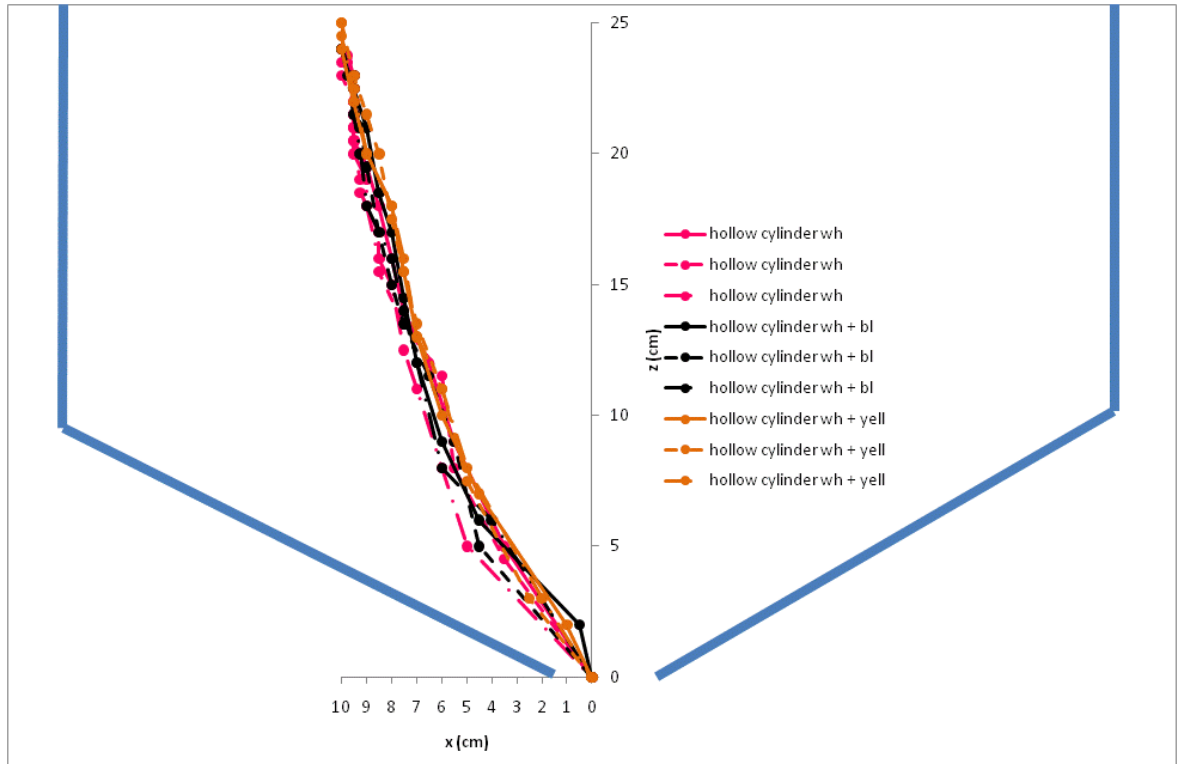 25
20
15
10
5
0
hollow cylinder wh
hollow cylinder wh
hollow cylinder wh
hollow cylinder wh + bl
hollow cylinder wh + bl
hollow cylinder wh + bl
hollow cylinder wh + yell
hollow cylinder wh + yell
hollow cylinder wh + yell
z (cm)
10 9 8 7 6 5 4 3 2 1 0
x (cm)